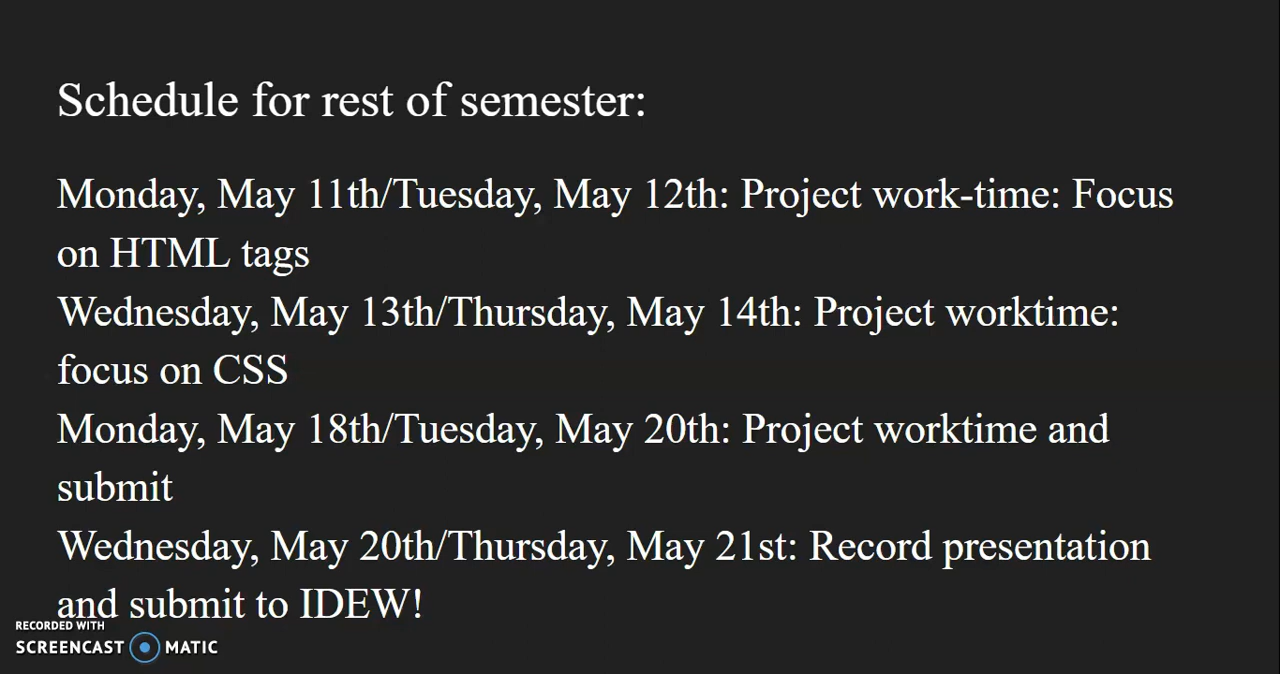 Schedule for rest of semester:
Monday, May 11th/Tuesday, May 12th: Project work-time: Focus
on HTML tags
Wednesday, May 13th/Thursday, May 14th: Project worktime:
focus on CSS
Monday, May 18th/Tuesday, May 20th: Project worktime and
submit
Wednesday, May 20th/Thursday, May 21st: Record presentation
and submit to IDEW!
RECORDED WITH
SCREENCAST MATIC